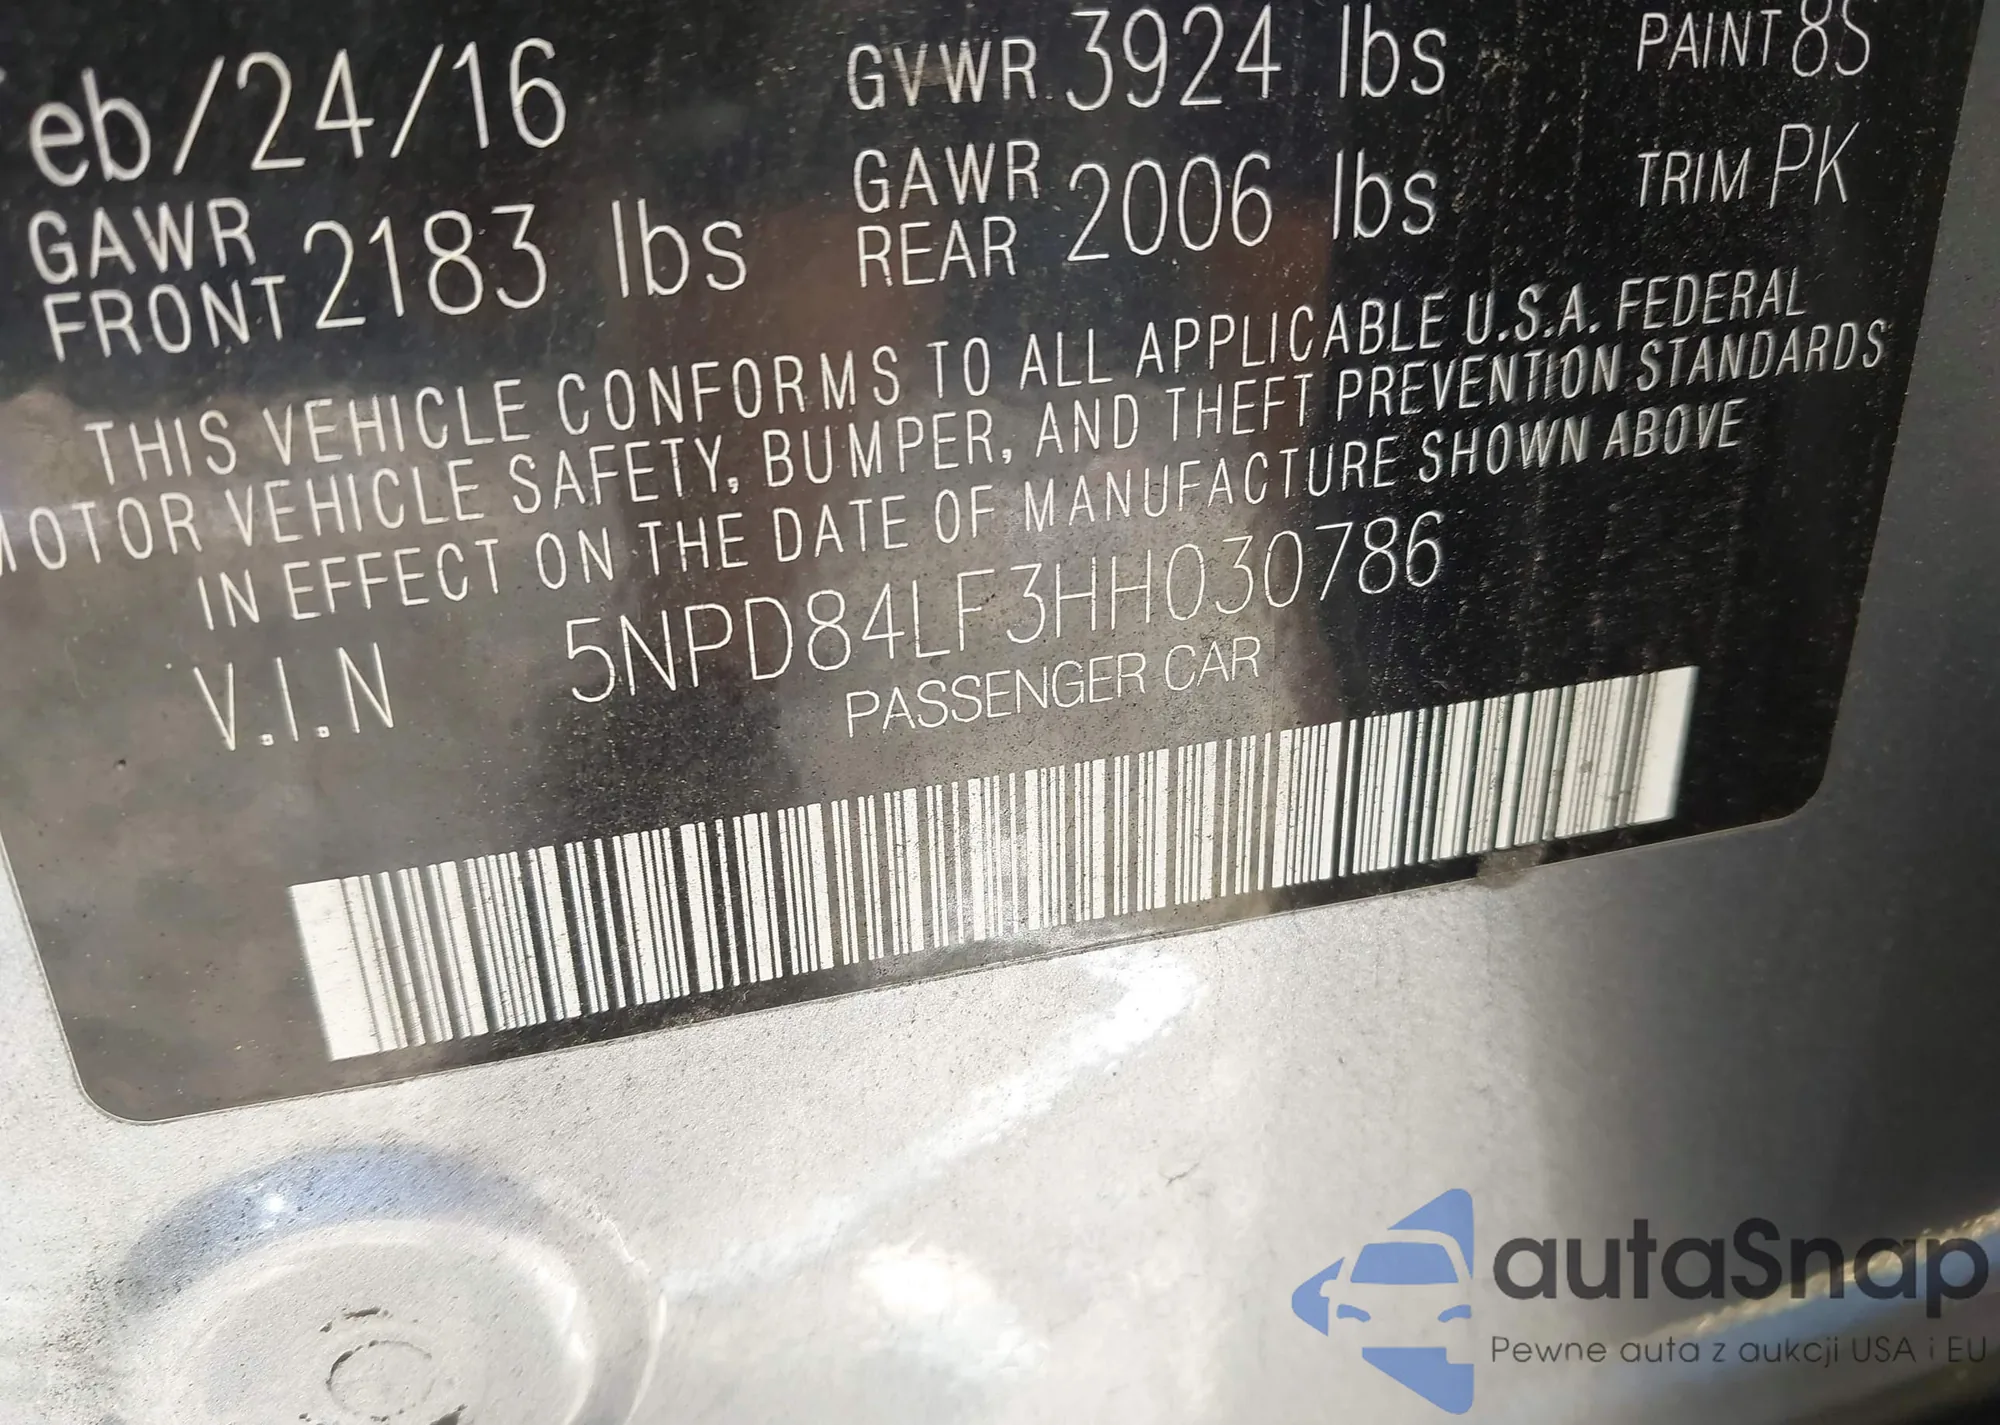 eb/24/16 GVWR 3924 lbs PAINT 8S
GAWR FRONT 2183 lbs GAWR REAR 2006 lbs TRIM PK
THIS VEHICLE CONFORMS TO ALL APPLICABLE U.S.A. FEDERAL
MOTOR VEHICLE SAFETY, BUMPER, AND THEFT PREVENTION STANDARDS
IN EFFECT ON THE DATE OF MANUFACTURE SHOWN ABOVE
V.I.N 5NPD84LF3HH030786
PASSENGER CAR
autaSnap
Pewne auta z aukcji USA i EU